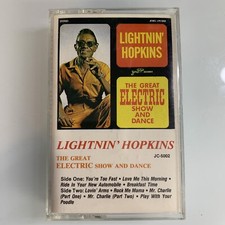 LIGHTNIN' HOPKINS
THE GREAT
ELECTRIC
SHOW AND
DANCE
LIGHTNIN' HOPKINS
THE GREAT
JC-5002
ELECTRIC SHOW AND DANCE
Side One: You're Too Fast • Love Me This Morning •
Ride In Your New Automobile • Breakfast Time
Side Two: Lovin' Arms • Rock Me Mama • Mr. Charlie
(Part One) • Mr. Charlie (Part Two) • Play With Your
Poodle